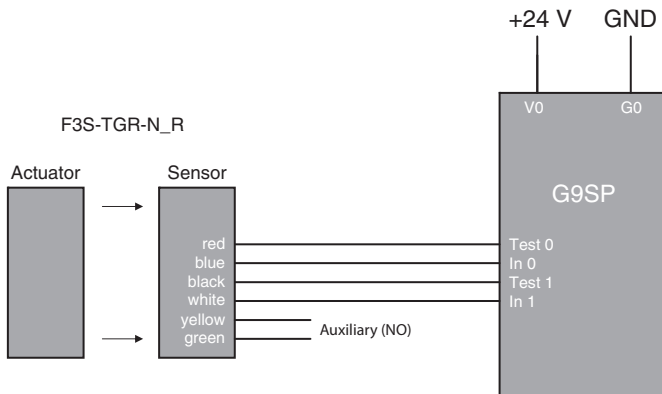 +24 V GND
V0 G0
F3S-TGR-N_R
Actuator Sensor
G9SP
red Test 0
blue In 0
black Test 1
white In 1
yellow
Auxiliary (NO)
green